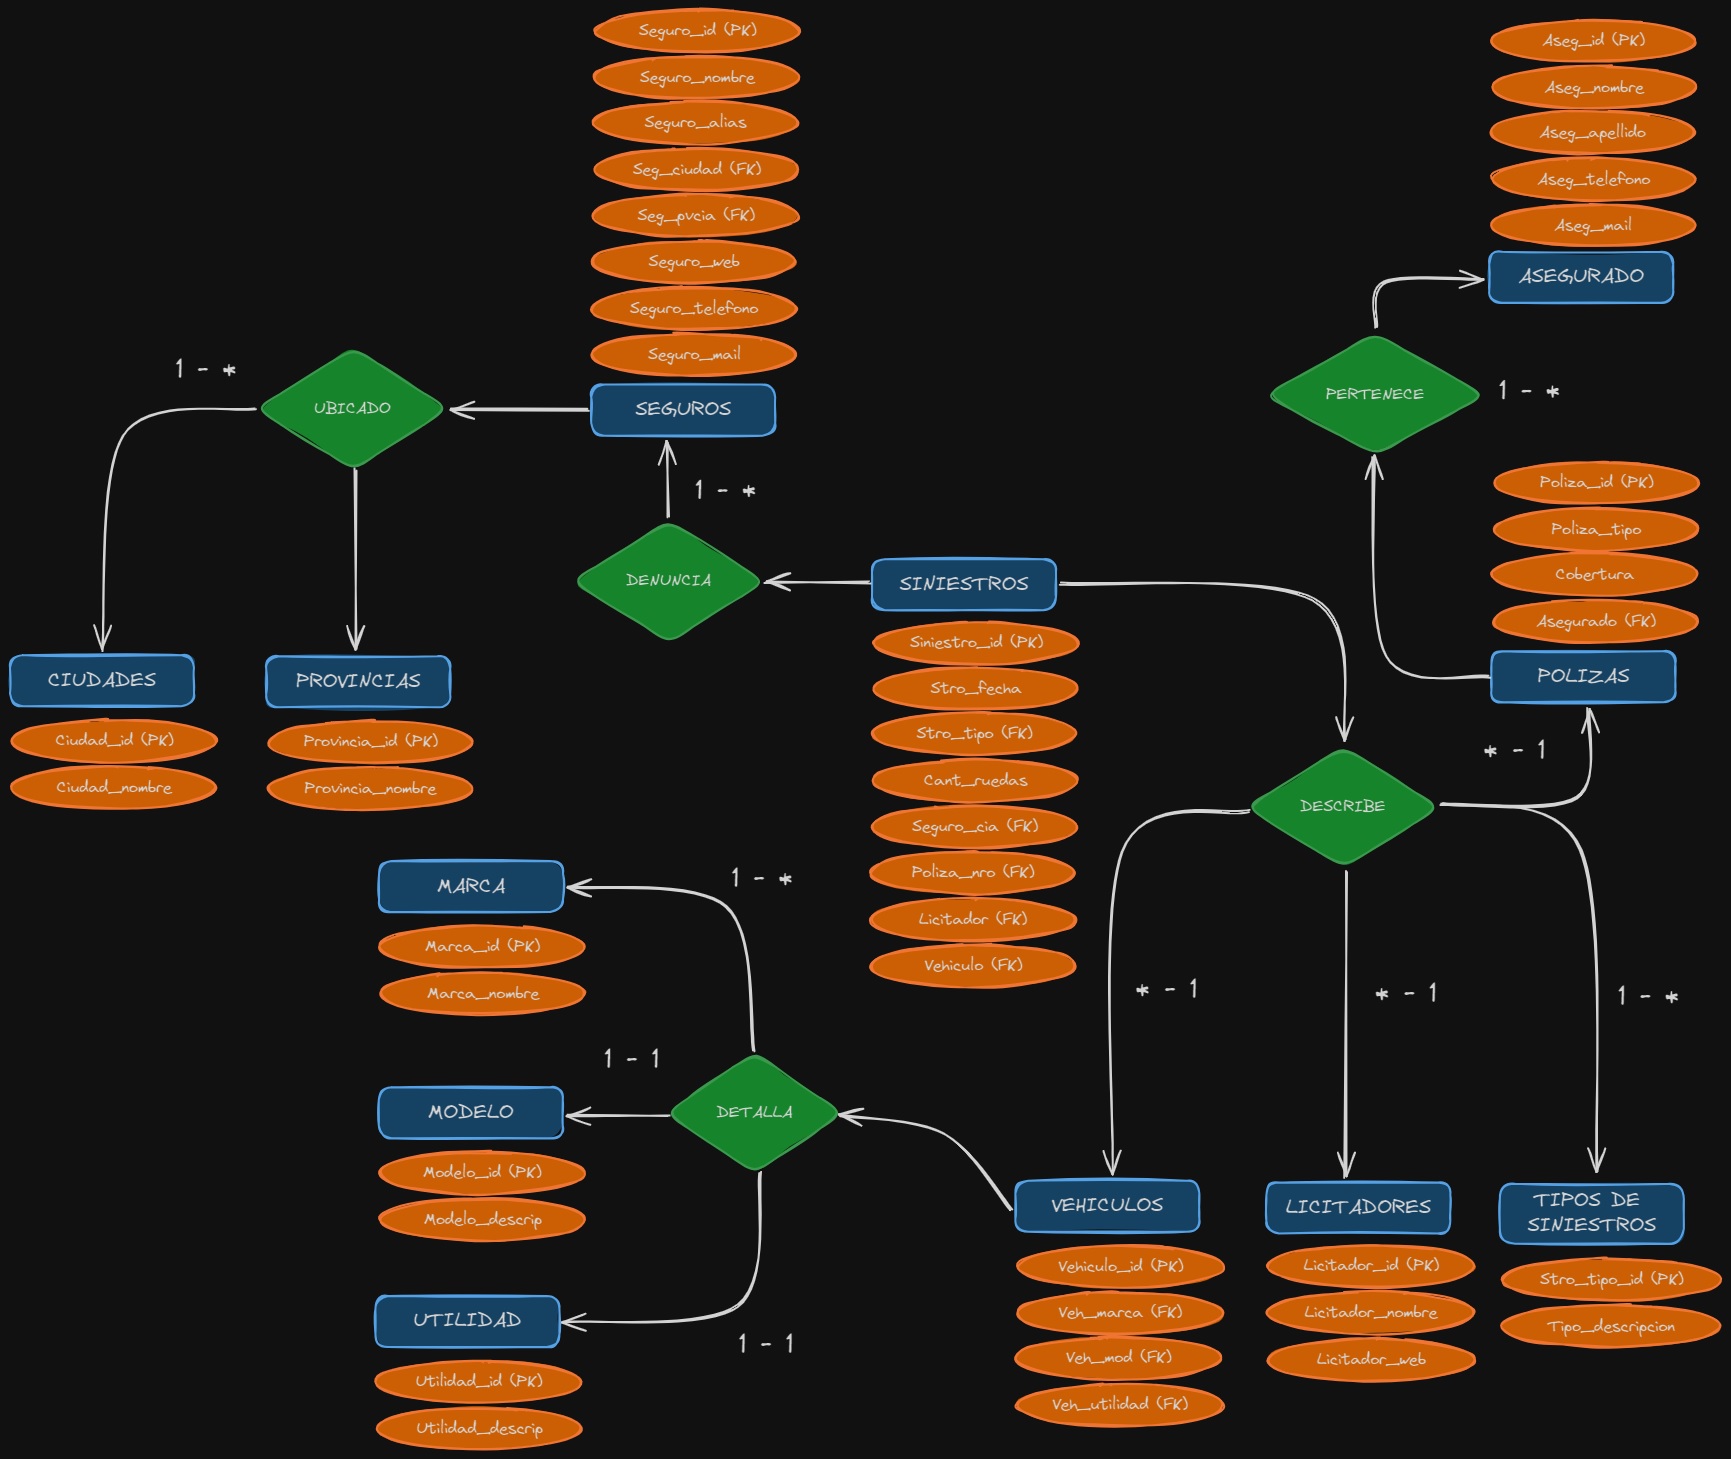 Seguro_id (PK)
Seguro_nombre
Seguro_alias
Seg_ciudad (FK)
Seg_pvcia (FK)
Seguro_web
Seguro_telefono
Seguro_mail
SEGUROS
Aseg_id (PK)
Aseg_nombre
Aseg_apellido
Aseg_telefono
Aseg_mail
ASEGURADO
1 - *
UBICADO
PERTENECE
1 - *
1 - *
DENUNCIA
SINIESTROS
Siniestro_id (PK)
Stro_fecha
Stro_tipo (FK)
Cant_ruedas
Seguro_cia (FK)
Poliza_nro (FK)
Licitador (FK)
Vehiculo (FK)
Poliza_id (PK)
Poliza_tipo
Cobertura
Asegurado (FK)
POLIZAS
* - 1
DESCRIBE
CIUDADES
Ciudad_id (PK)
Ciudad_nombre
PROVINCIAS
Provincia_id (PK)
Provincia_nombre
MARCA
Marca_id (PK)
Marca_nombre
1 - *
1 - 1
MODELO
Modelo_id (PK)
Modelo_descrip
DETALLA
UTILIDAD
Utilidad_id (PK)
Utilidad_descrip
1 - 1
* - 1
* - 1
1 - *
VEHICULOS
Vehiculo_id (PK)
Veh_marca (FK)
Veh_mod (FK)
Veh_utilidad (FK)
LICITADORES
Licitador_id (PK)
Licitador_nombre
Licitador_web
TIPOS DE
SINIESTROS
Stro_tipo_id (PK)
Tipo_descripcion